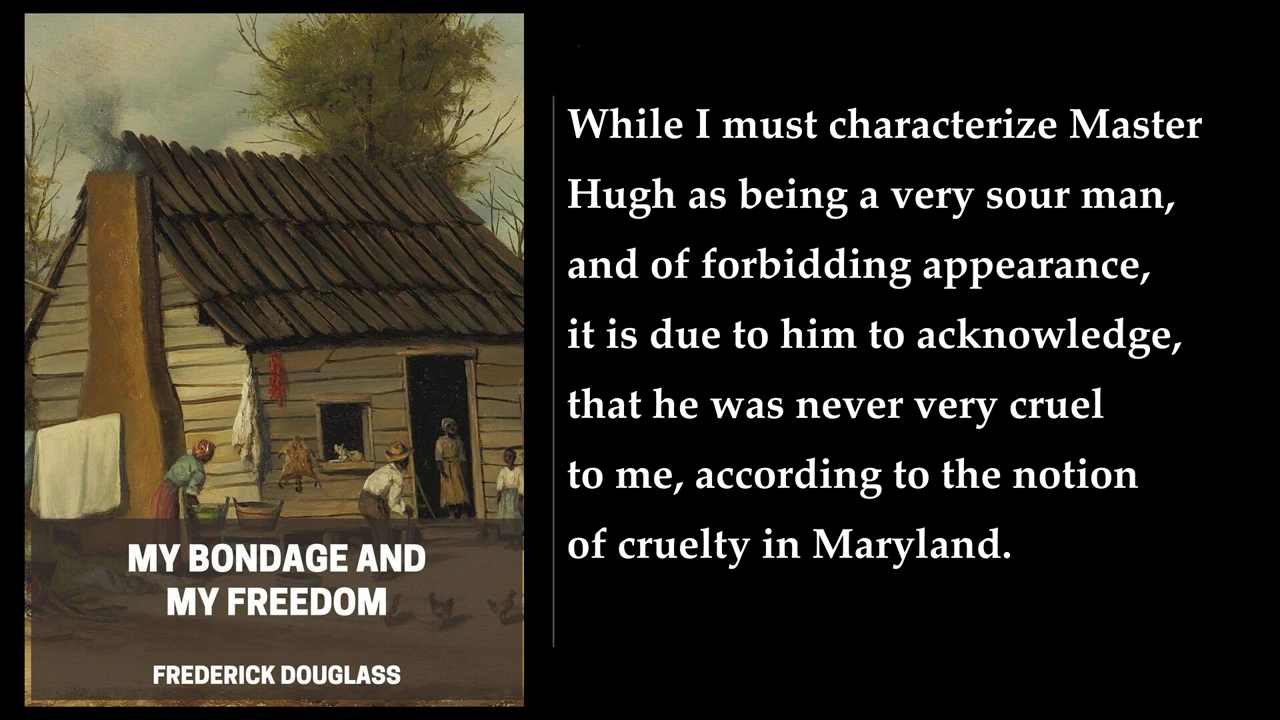 MY BONDAGE AND
MY FREEDOM
FREDERICK DOUGLASS
While I must characterize Master
Hugh as being a very sour man,
and of forbidding appearance,
it is due to him to acknowledge,
that he was never very cruel
to me, according to the notion
of cruelty in Maryland.